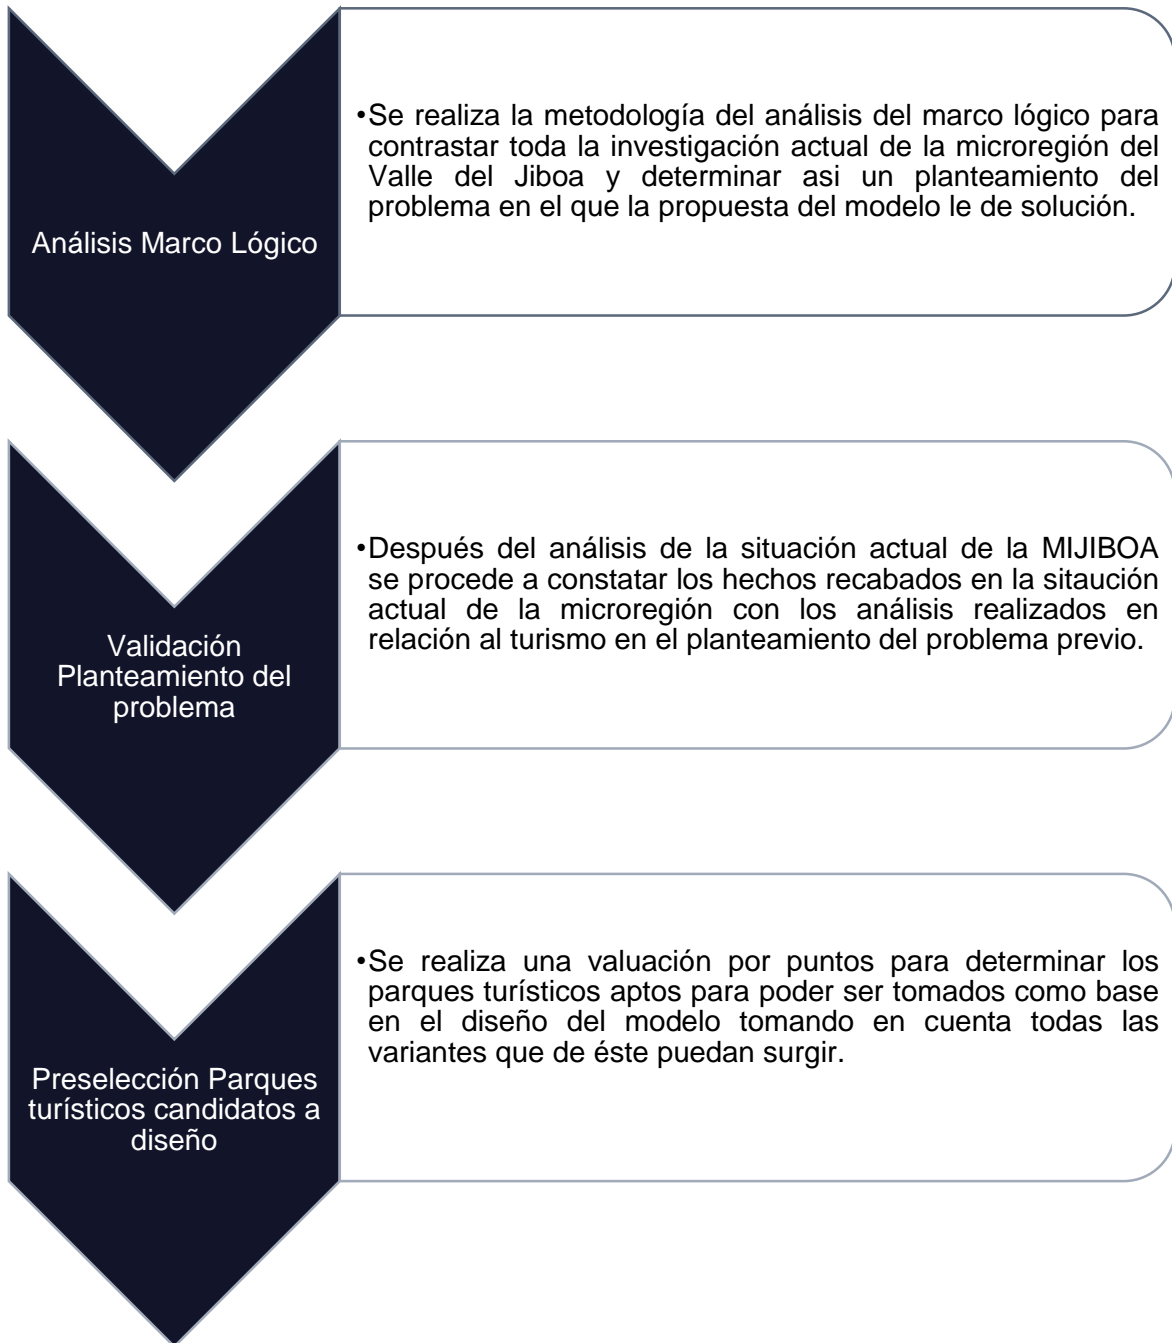 Análisis Marco Lógico
•Se realiza la metodología del análisis del marco lógico para
contrastar toda la investigación actual de la microregión del
Valle del Jiboa y determinar asi un planteamiento del
problema en el que la propuesta del modelo le de solución.
Validación
Planteamiento del
problema
•Después del análisis de la situación actual de la MIJIBOA
se procede a constatar los hechos recabados en la sitaución
actual de la microregión con los análisis realizados en
relación al turismo en el planteamiento del problema previo.
Preselección Parques
turísticos candidatos a
diseño
•Se realiza una valuación por puntos para determinar los
parques turísticos aptos para poder ser tomados como base
en el diseño del modelo tomando en cuenta todas las
variantes que de éste puedan surgir.